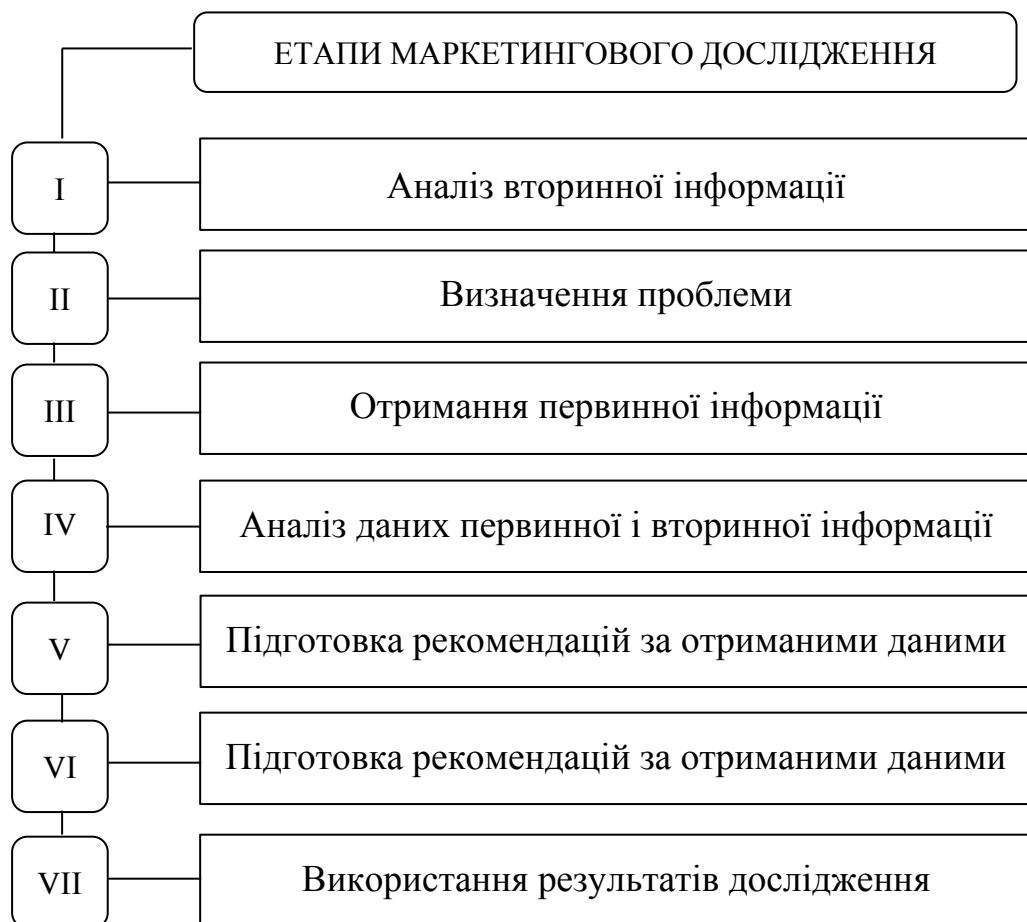 ЕТАПИ МАРКЕТИНГОВОГО ДОСЛІДЖЕННЯ
I
Аналіз вторинної інформації
II
Визначення проблеми
III
Отримання первинної інформації
IV
Аналіз даних первинної і вторинної інформації
V
Підготовка рекомендацій за отриманими даними
VI
Підготовка рекомендацій за отриманими даними
VII
Використання результатів дослідження